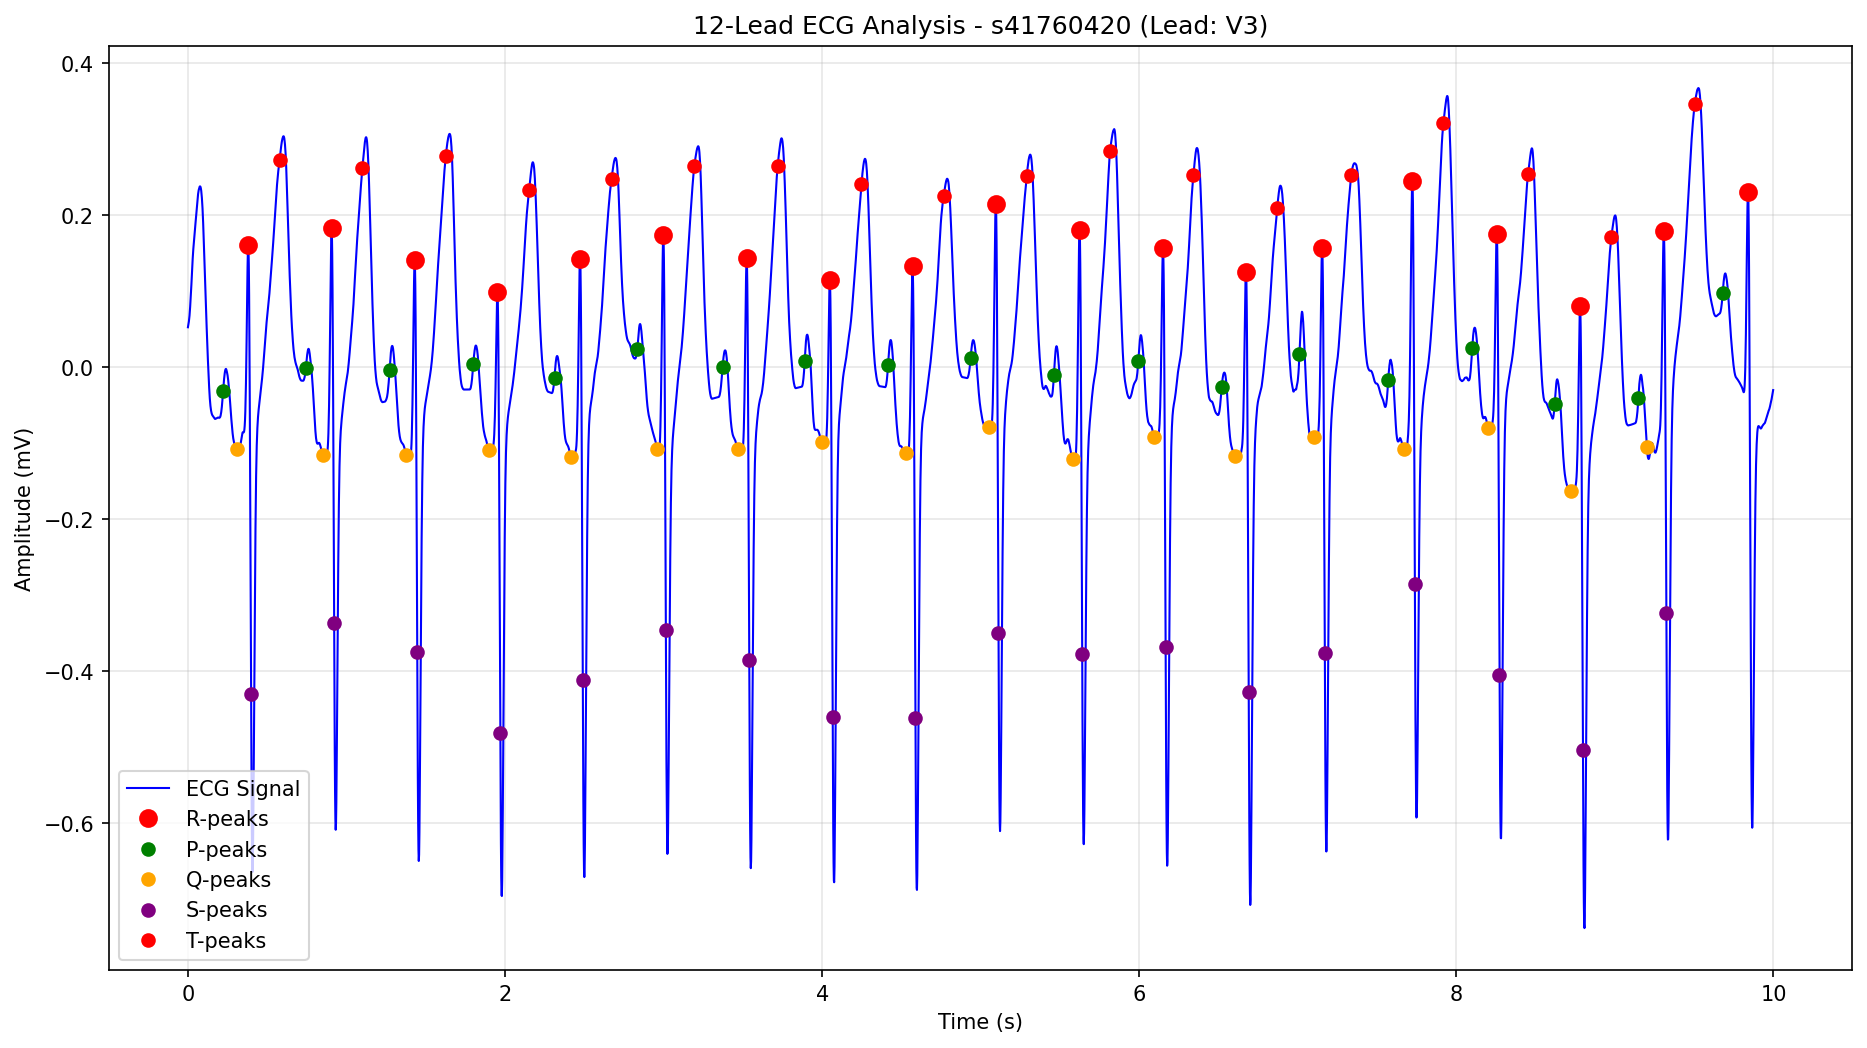 12-Lead ECG Analysis - s41760420 (Lead: V3)
Amplitude (mV)
0.4
0.2
0.0
−0.2
−0.4
−0.6
ECG Signal
R-peaks
P-peaks
Q-peaks
S-peaks
T-peaks
0 2 4 6 8 10
Time (s)